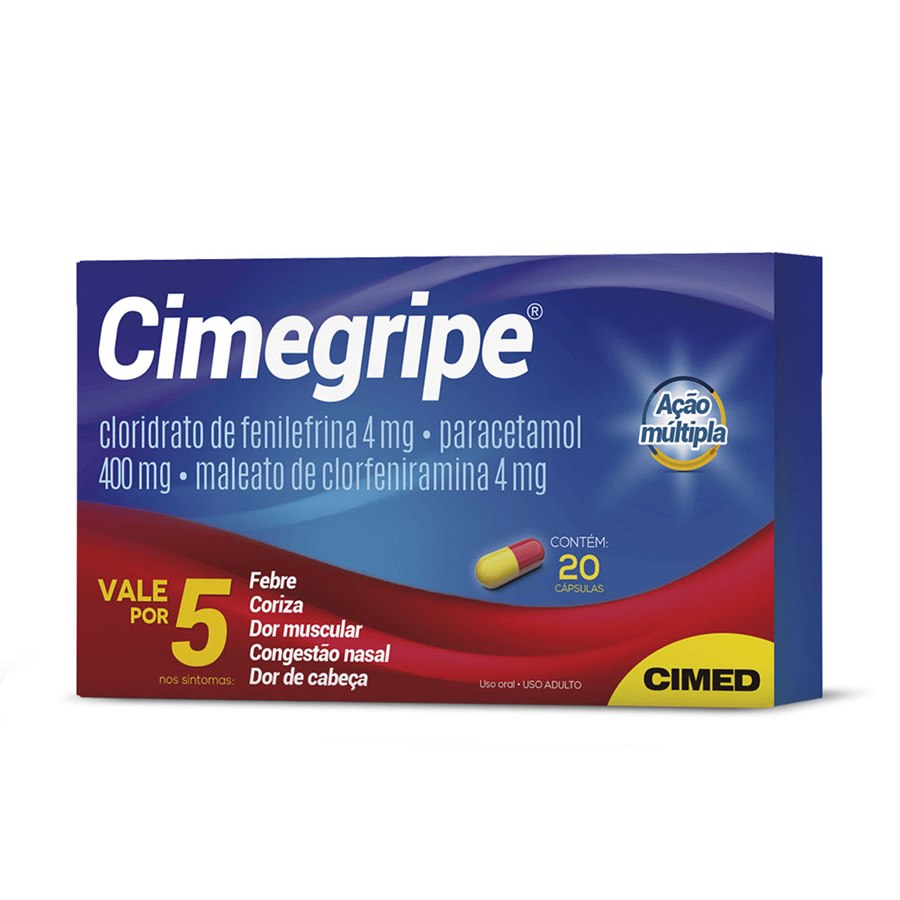 Cimegripe®
cloridrato de fenilefrina 4 mg • paracetamol
400 mg • maleato de clorfeniramina 4 mg
Ação
múltipla
CONTÉM:
20
CÁPSULAS
VALE
POR
5
nos sintomas:
Febre
Coriza
Dor muscular
Congestão nasal
Dor de cabeça
Uso oral • USO ADULTO
CIMED